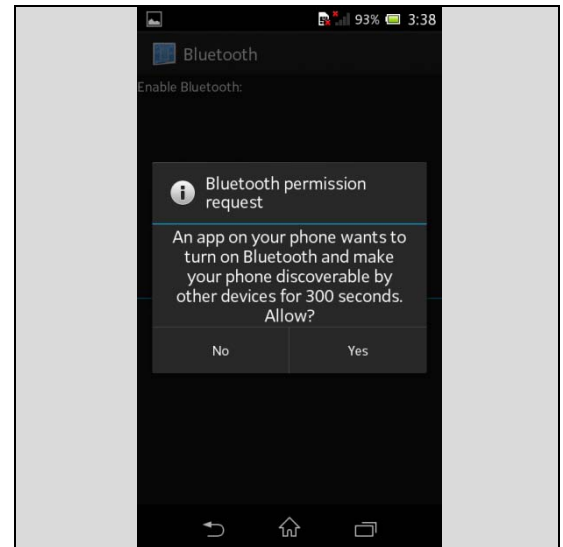 93% 3:38
Bluetooth
Enable Bluetooth:
Bluetooth permission
request
An app on your phone wants to
turn on Bluetooth and make
your phone discoverable by
other devices for 300 seconds.
Allow?
No Yes